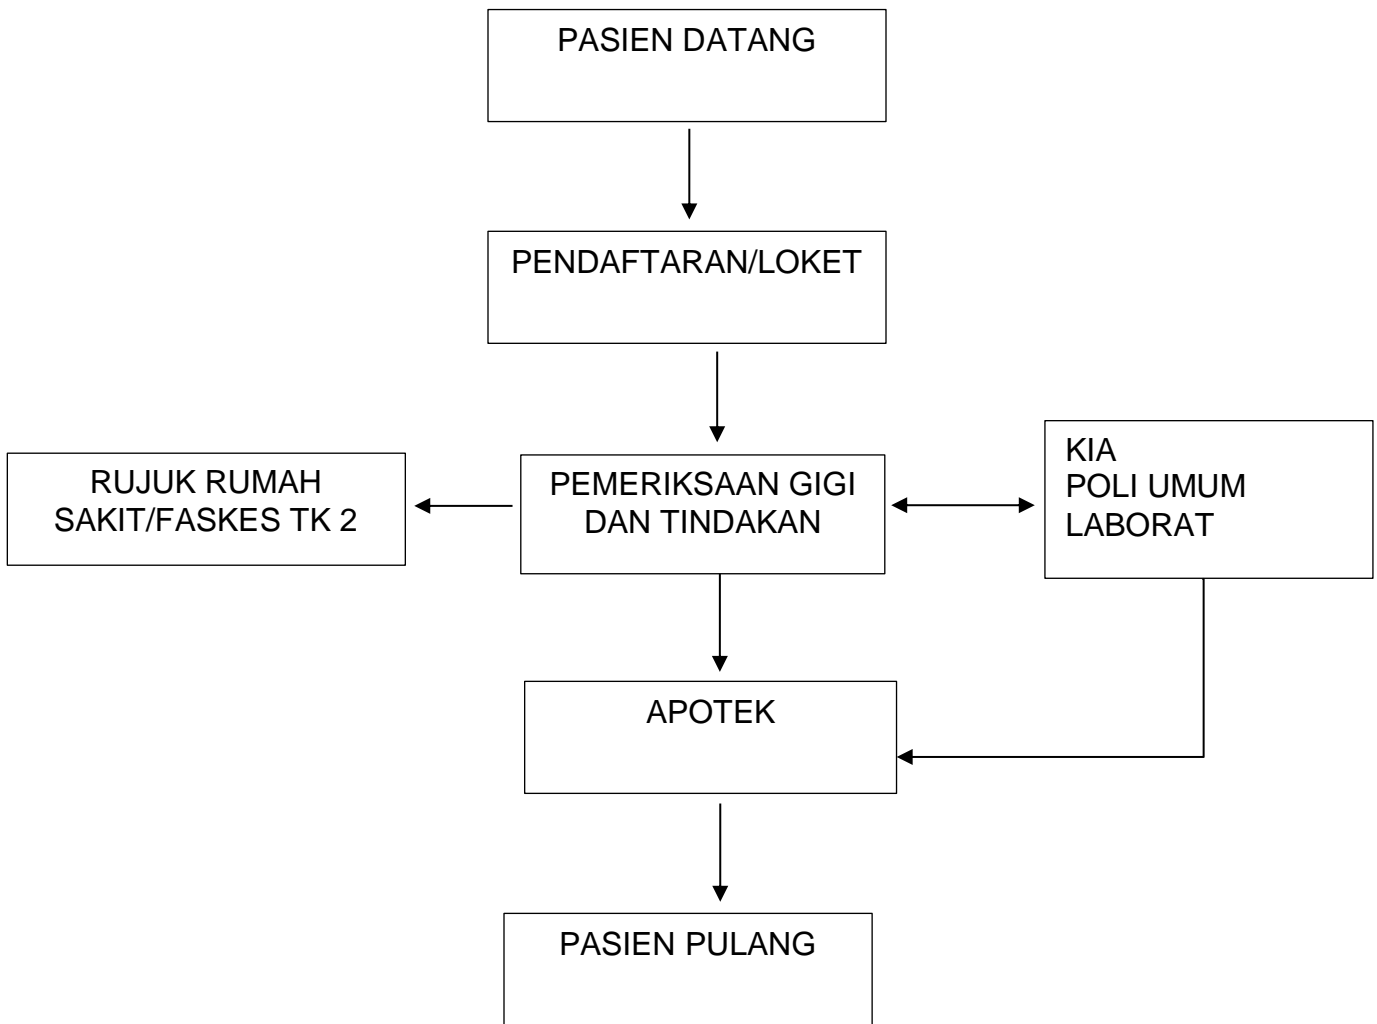 PASIEN DATANG
PENDAFTARAN/LOKET
RUJUK RUMAH
SAKIT/FASKES TK 2
PEMERIKSAAN GIGI
DAN TINDAKAN
KIA
POLI UMUM
LABORAT
APOTEK
PASIEN PULANG